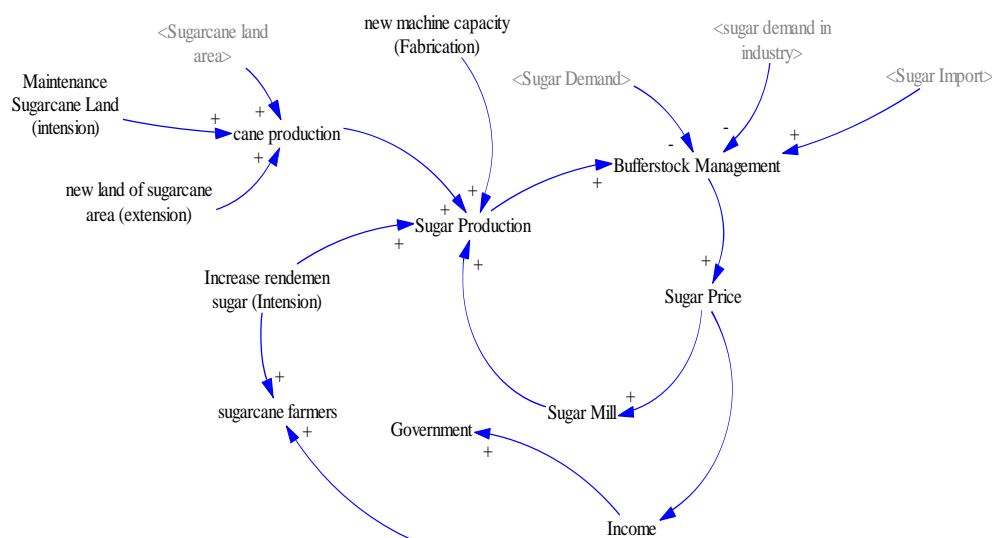 <Sugarcane land
area>
new machine capacity
(Fabrication)
<sugar demand in
industry>
<Sugar Demand>
<Sugar Import>
Maintenance
Sugarcane Land
(intension)
+
+
cane production
+
-
-
+
Bufferstock Management
+
new land of sugarcane
area (extension)
+
+
Sugar Production
+
+
+
Increase rendemen
sugar (Intension)
Sugar Price
+
+
sugarcane farmers
+
Sugar Mill
Government
+
Income